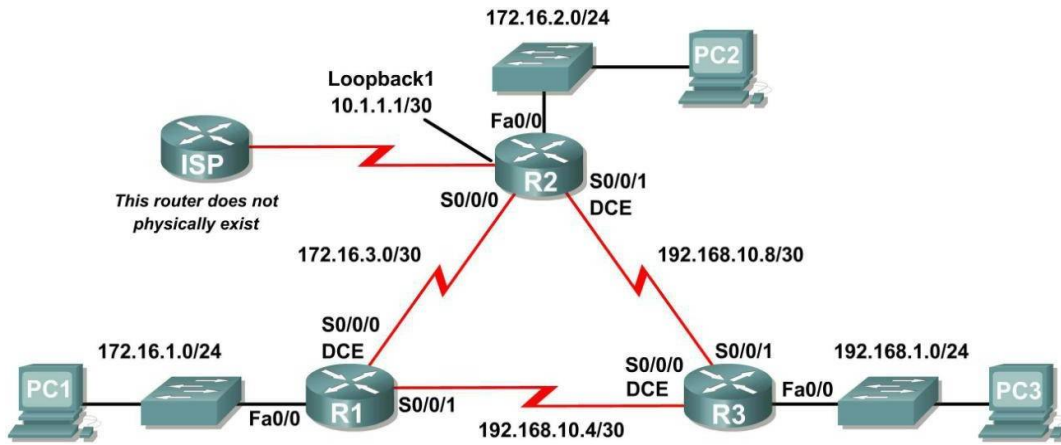 172.16.2.0/24
PC2
Loopback1
10.1.1.1/30
Fa0/0
ISP
R2
This router does not
physically exist
S0/0/0
S0/0/1
DCE
172.16.3.0/30
192.168.10.8/30
S0/0/0
DCE
172.16.1.0/24
S0/0/1
192.168.1.0/24
S0/0/0
DCE
PC1
Fa0/0
R1
S0/0/1
R3
Fa0/0
PC3
192.168.10.4/30